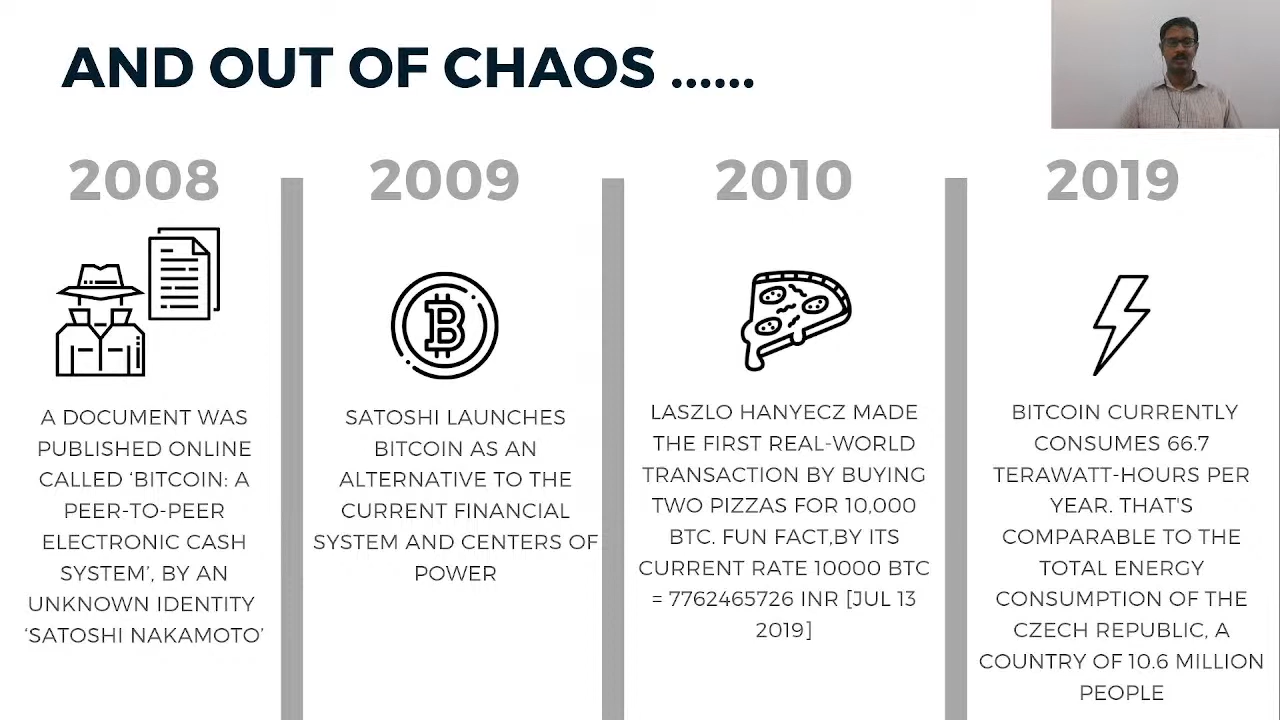 AND OUT OF CHAOS ......
2008
A DOCUMENT WAS
PUBLISHED ONLINE
CALLED ‘BITCOIN: A
PEER-TO-PEER
ELECTRONIC CASH
SYSTEM’, BY AN
UNKNOWN IDENTITY
‘SATOSHI NAKAMOTO’
2009
SATOSHI LAUNCHES
BITCOIN AS AN
ALTERNATIVE TO THE
CURRENT FINANCIAL
SYSTEM AND CENTERS OF
POWER
2010
LASZLO HANYECZ MADE
THE FIRST REAL-WORLD
TRANSACTION BY BUYING
TWO PIZZAS FOR 10,000
BTC. FUN FACT,BY ITS
CURRENT RATE 10000 BTC
= 7762465726 INR [JUL 13
2019]
2019
BITCOIN CURRENTLY
CONSUMES 66.7
TERAWATT-HOURS PER
YEAR. THAT'S
COMPARABLE TO THE
TOTAL ENERGY
CONSUMPTION OF THE
CZECH REPUBLIC, A
COUNTRY OF 10.6 MILLION
PEOPLE